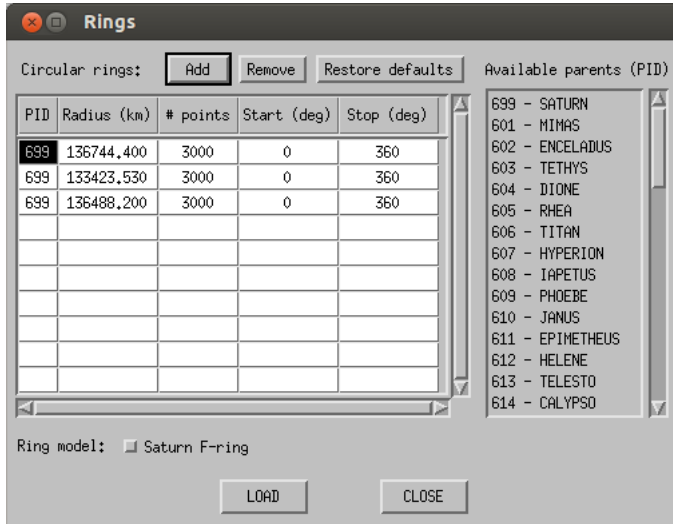 Rings
Circular rings: Add Remove Restore defaults
PID Radius (km) # points Start (deg) Stop (deg)
699 136744.400 3000 0 360
699 133423.530 3000 0 360
699 136488.200 3000 0 360
Available parents (PID)
699 - SATURN
601 - MIMAS
602 - ENCELADUS
603 - TETHYS
604 - DIONE
605 - RHEA
606 - TITAN
607 - HYPERION
608 - IAPETUS
609 - PHOEBE
610 - JANUS
611 - EPIMETHEUS
612 - HELENE
613 - TELESTO
614 - CALYPSO
Ring model: Saturn F-ring
LOAD CLOSE